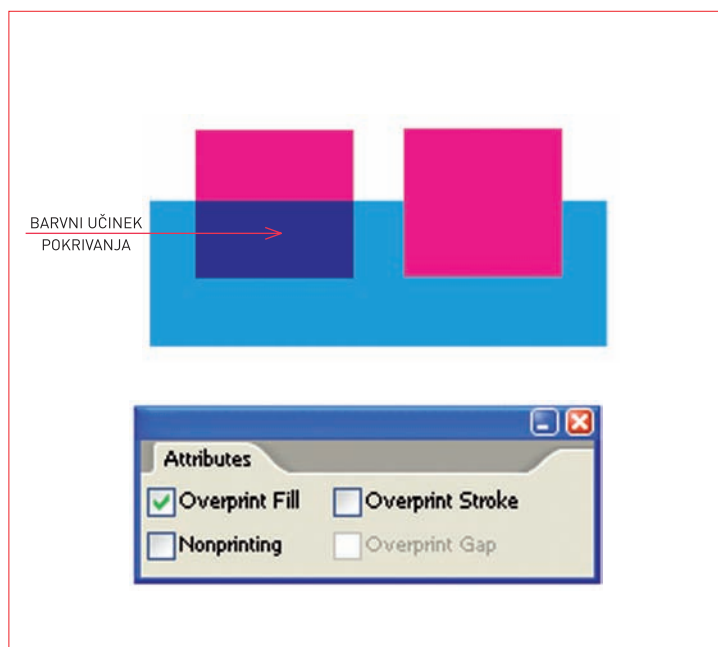 BARVNI UČINEK
POKRIVANJA
Attributes
Overprint Fill
Overprint Stroke
Nonprinting
Overprint Gap